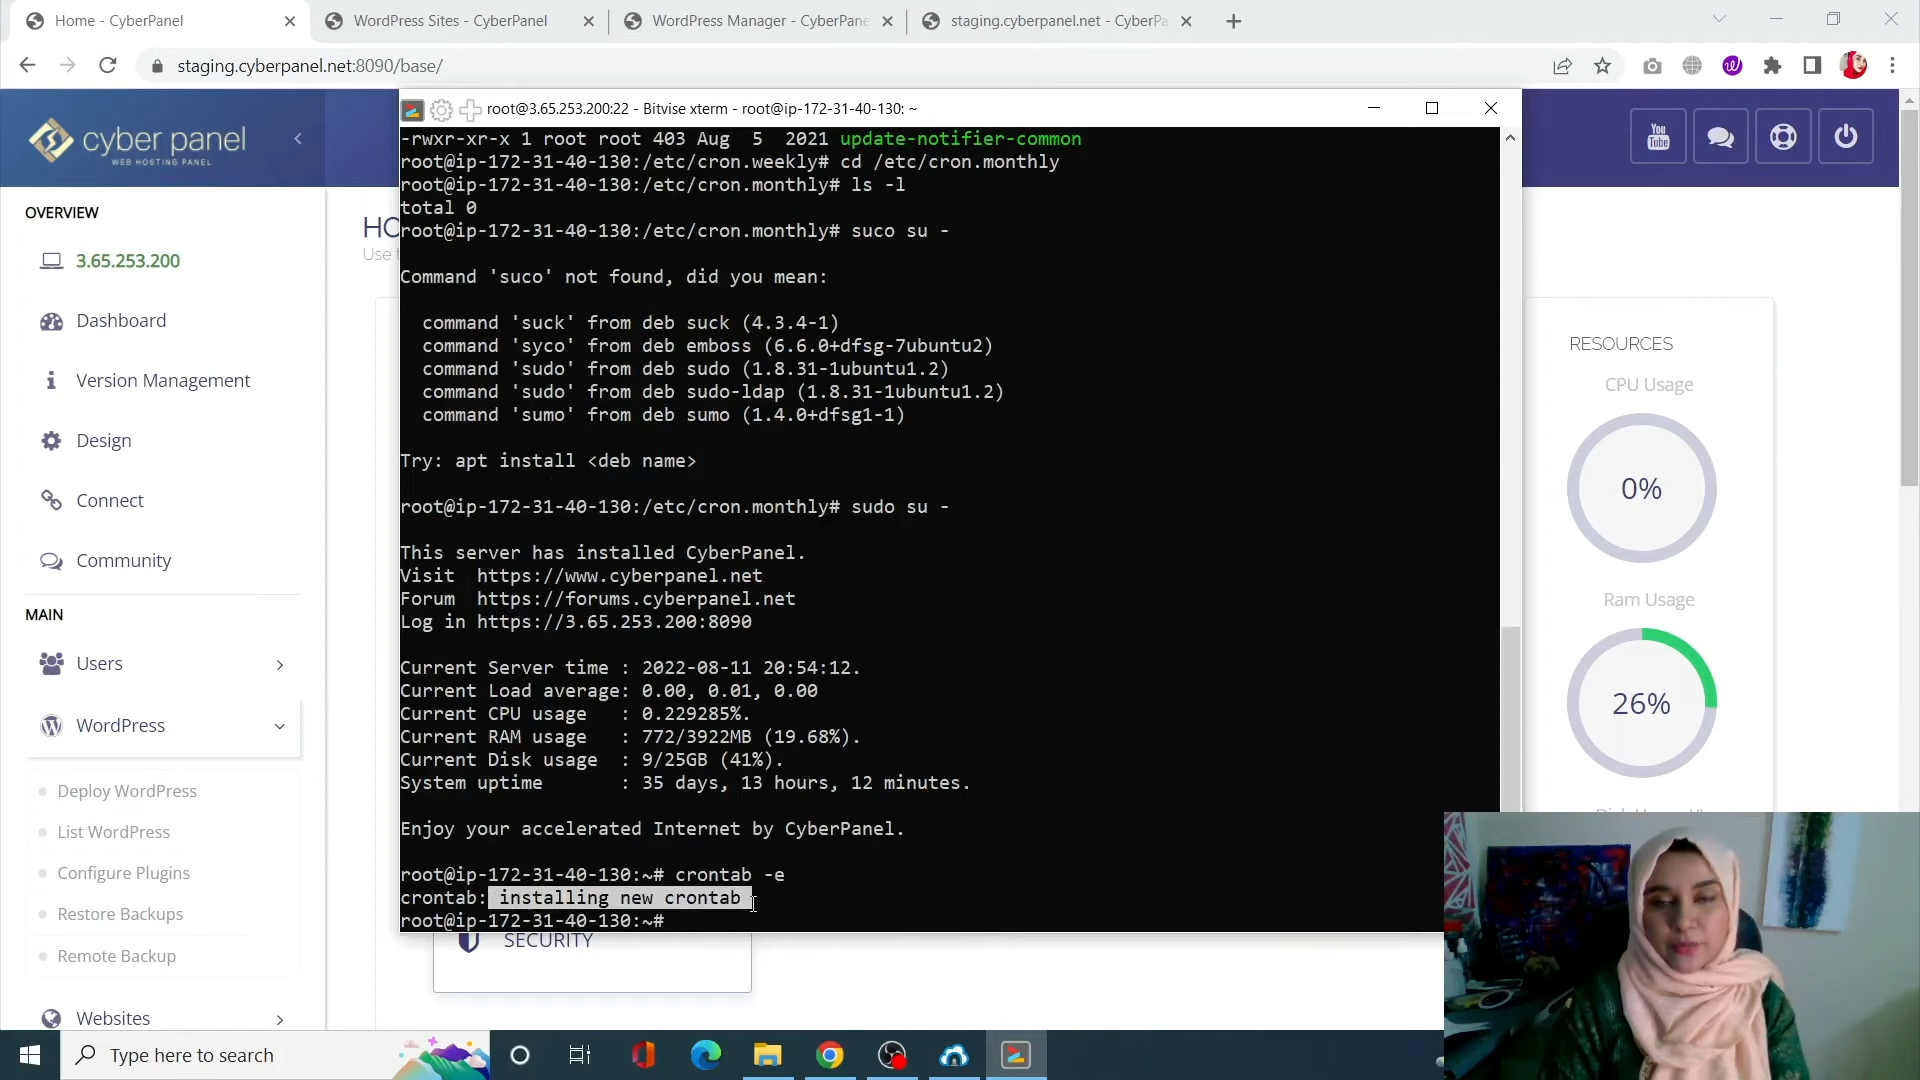 Home - CyberPanel
WordPress Sites - CyberPanel
WordPress Manager - CyberPane
staging.cyberpanel.net - CyberPa
staging.cyberpanel.net:8090/base/
cyber panel
WEB HOSTING PANEL
You
Tube
root@3.65.253.200:22 - Bitvise xterm - root@ip-172-31-40-130: ~
OVERVIEW
3.65.253.200
Dashboard
Version Management
Design
Connect
Community
MAIN
Users
WordPress
Deploy WordPress
List WordPress
Configure Plugins
Restore Backups
Remote Backup
Websites
HO
Use t
-rwxr-xr-x 1 root root 403 Aug  5  2021 update-notifier-common
root@ip-172-31-40-130:/etc/cron.weekly# cd /etc/cron.monthly
root@ip-172-31-40-130:/etc/cron.monthly# ls -l
total 0
root@ip-172-31-40-130:/etc/cron.monthly# suco su -
Command 'suco' not found, did you mean:
command 'suck' from deb suck (4.3.4-1)
command 'syco' from deb emboss (6.6.0+dfsg-7ubuntu2)
command 'sudo' from deb sudo (1.8.31-1ubuntu1.2)
command 'sudo' from deb sudo-ldap (1.8.31-1ubuntu1.2)
command 'sumo' from deb sumo (1.4.0+dfsg1-1)
Try: apt install <deb name>
root@ip-172-31-40-130:/etc/cron.monthly# sudo su -
This server has installed CyberPanel.
Visit  https://www.cyberpanel.net
Forum  https://forums.cyberpanel.net
Log in https://3.65.253.200:8090
Current Server time : 2022-08-11 20:54:12.
Current Load average: 0.00, 0.01, 0.00
Current CPU usage   : 0.229285%.
Current RAM usage   : 772/3922MB (19.68%).
Current Disk usage  : 9/25GB (41%).
System uptime       : 35 days, 13 hours, 12 minutes.
Enjoy your accelerated Internet by CyberPanel.
root@ip-172-31-40-130:~# crontab -e
crontab: installing new crontab
root@ip-172-31-40-130:~#
SECURITY
RESOURCES
CPU Usage
0%
Ram Usage
26%
Type here to search